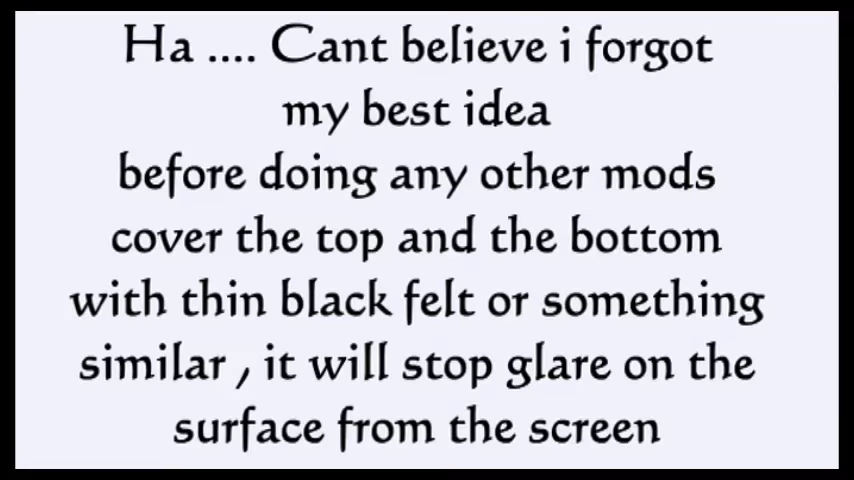 Ha .... Cant believe i forgot
my best idea
before doing any other mods
cover the top and the bottom
with thin black felt or something
similar , it will stop glare on the
surface from the screen